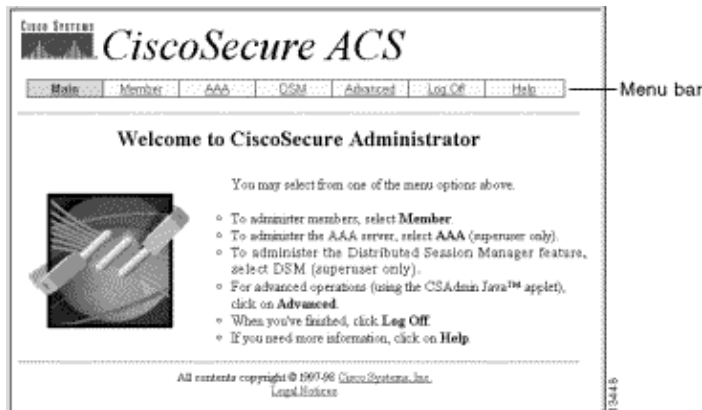 CISCO SYSTEMS
CiscoSecure ACS
Main Member AAA DSM Advanced Log Off Help
Menu bar
Welcome to CiscoSecure Administrator
You may select from one of the menu options above.
To administer members, select Member.
To administer the AAA server, select AAA (superuser only).
To administer the Distributed Session Manager feature,
select DSM (superuser only).
For advanced operations (using the CSAdmin Java™ applet),
click on Advanced.
When you've finished, click Log Off.
If you need more information, click on Help.
All contents copyright © 1997-98 Cisco Systems, Inc.
Legal Notices
13446